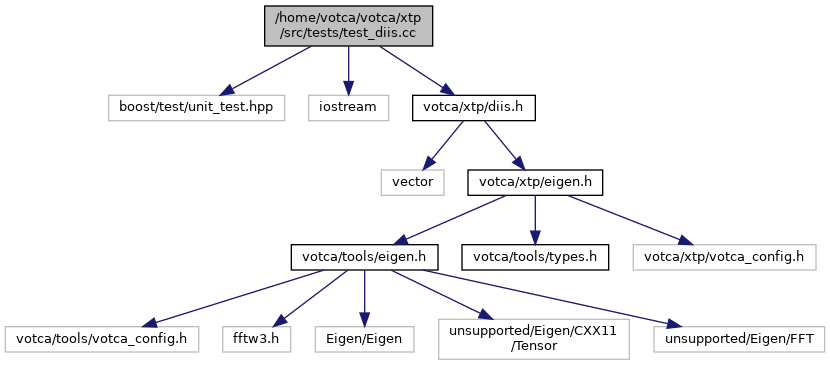 /home/votca/votca/xtp
/src/tests/test_diis.cc
boost/test/unit_test.hpp
iostream
votca/xtp/diis.h
vector
votca/xtp/eigen.h
votca/tools/eigen.h
votca/tools/types.h
votca/xtp/votca_config.h
votca/tools/votca_config.h
fftw3.h
Eigen/Eigen
unsupported/Eigen/CXX11
/Tensor
unsupported/Eigen/FFT